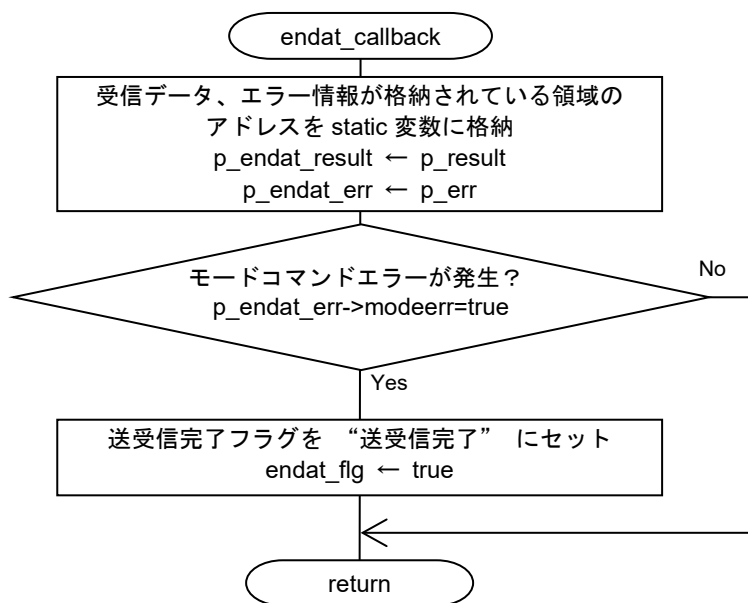 endat_callback
受信データ、エラー情報が格納されている領域の
アドレスを static 変数に格納
p_endat_result ← p_result
p_endat_err ← p_err
モードコマンドエラーが発生？
p_endat_err->modeerr=true
No
Yes
送受信完了フラグを “送受信完了” にセット
endat_flg ← true
return